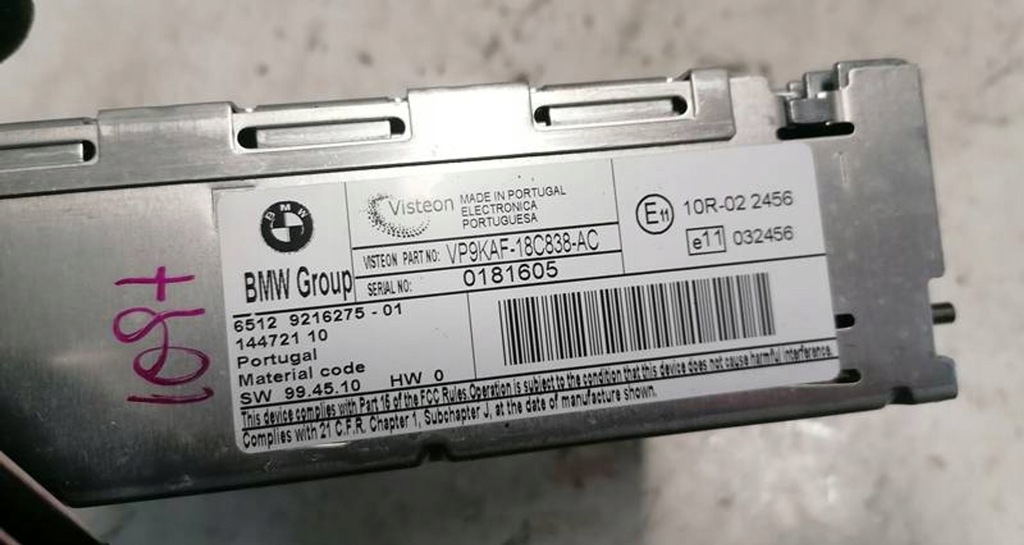 BMW
BMW Group
Visteon
MADE IN PORTUGAL
ELECTRONICA
PORTUGUESA
VISTEON PART NO: VP9KAF-18C838-AC
SERIAL NO: 0181605
E11 10R-02 2456
e11 032456
6512 9216275-01
144721 10
Portugal
Material code
SW 99.45.10 HW 0
This device complies with Part 15 of the FCC Rules Operation is subject to the condition that this device does not cause harmful interference.
Complies with 21 C.F.R. Chapter 1, Subchapter J, at the date of manufacture shown.